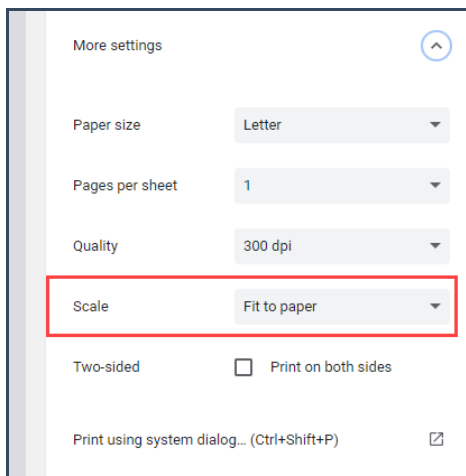 More settings
Paper size Letter
Pages per sheet 1
Quality 300 dpi
Scale Fit to paper
Two-sided Print on both sides
Print using system dialog... (Ctrl+Shift+P)